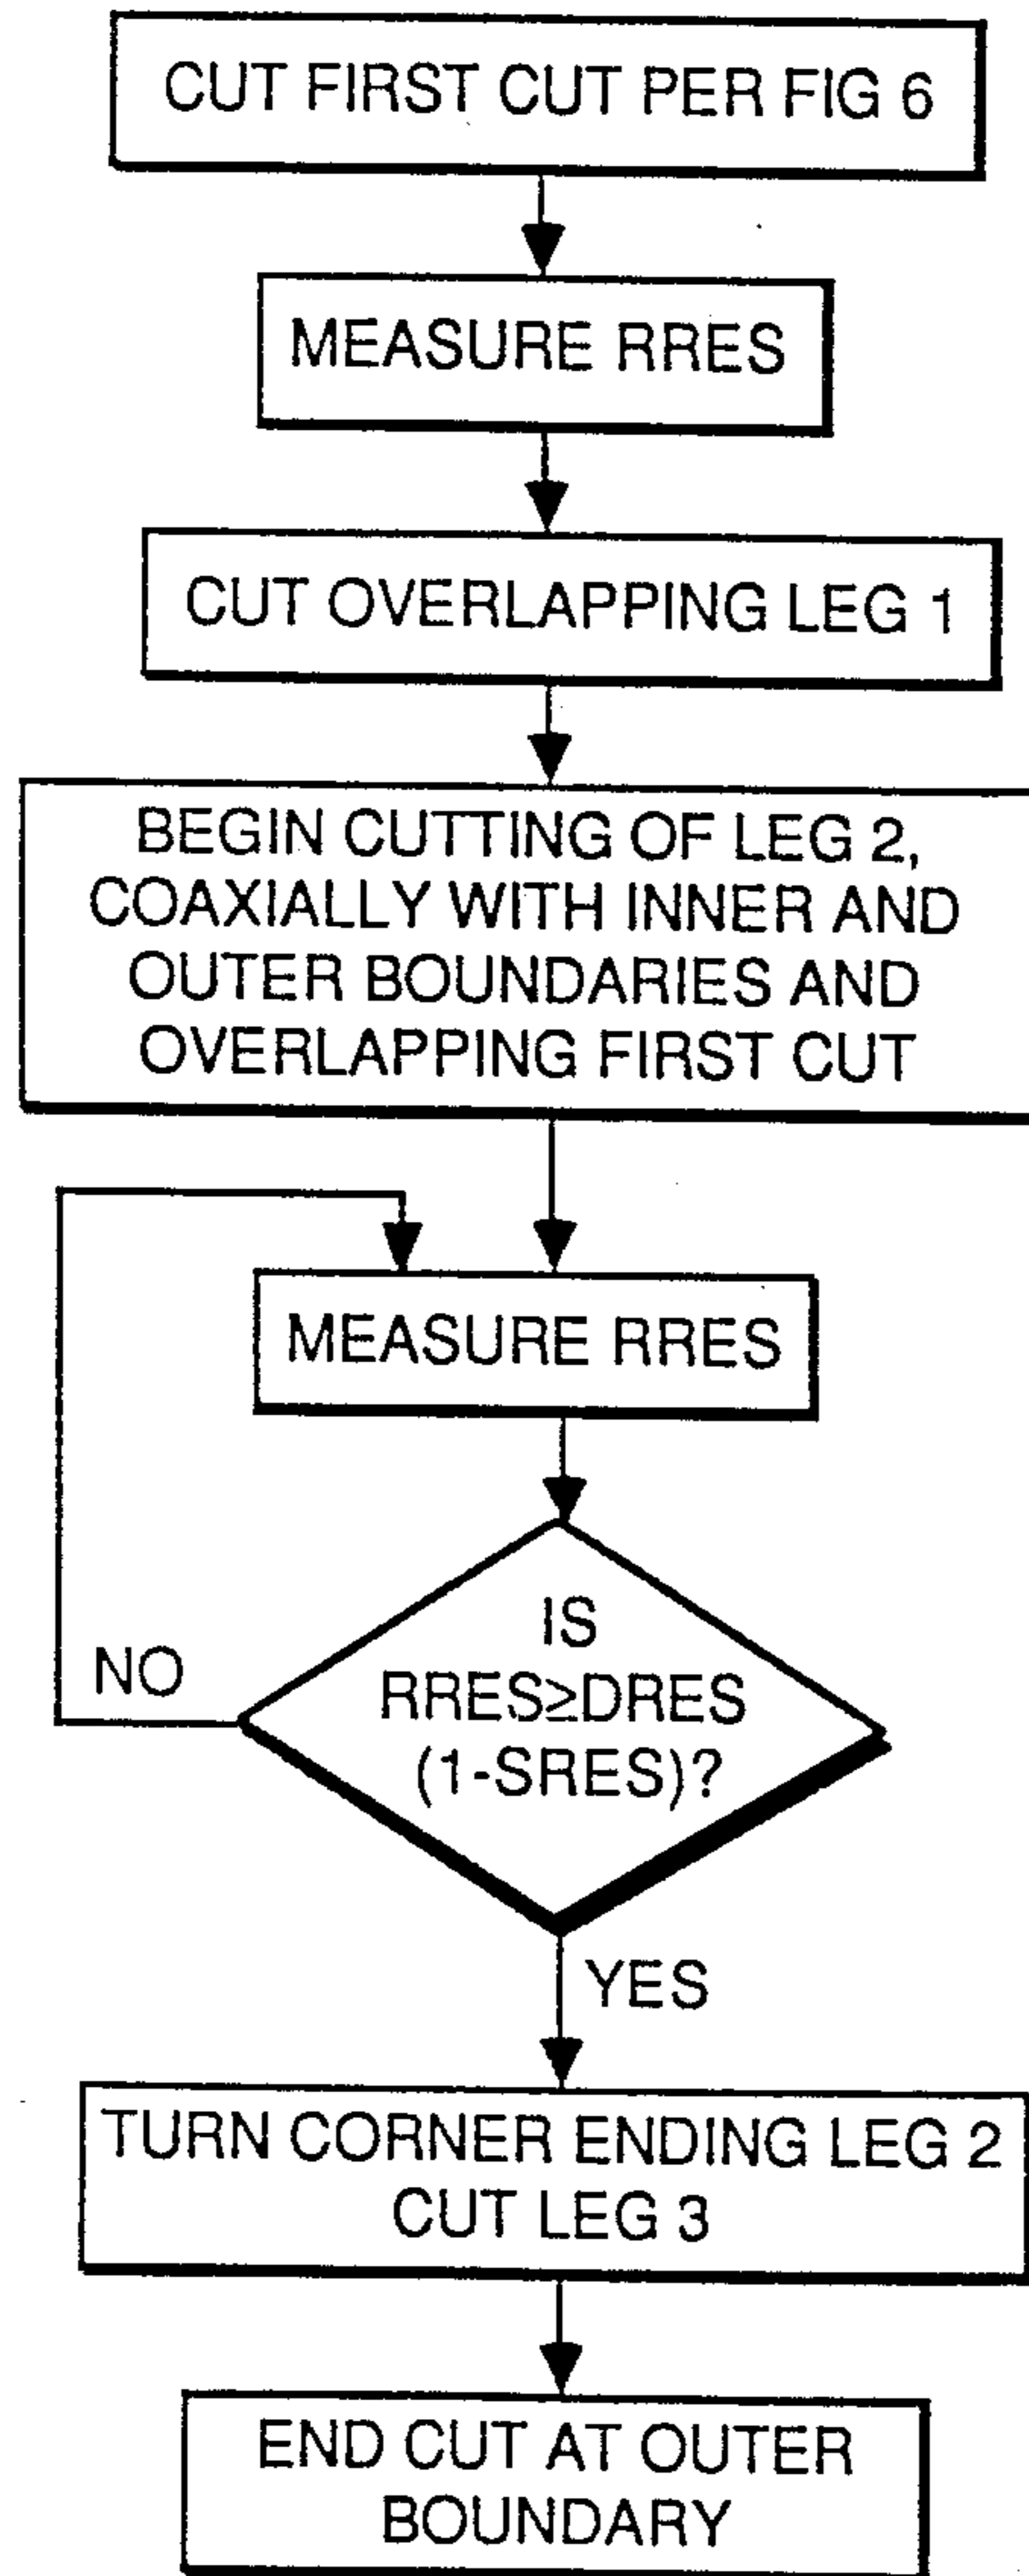 CUT FIRST CUT PER FIG 6
MEASURE RRES
CUT OVERLAPPING LEG 1
BEGIN CUTTING OF LEG 2,
COAXIALLY WITH INNER AND
OUTER BOUNDARIES AND
OVERLAPPING FIRST CUT
MEASURE RRES
IS
RRES≥DRES
(1-SRES)?
NO
YES
TURN CORNER ENDING LEG 2
CUT LEG 3
END CUT AT OUTER
BOUNDARY